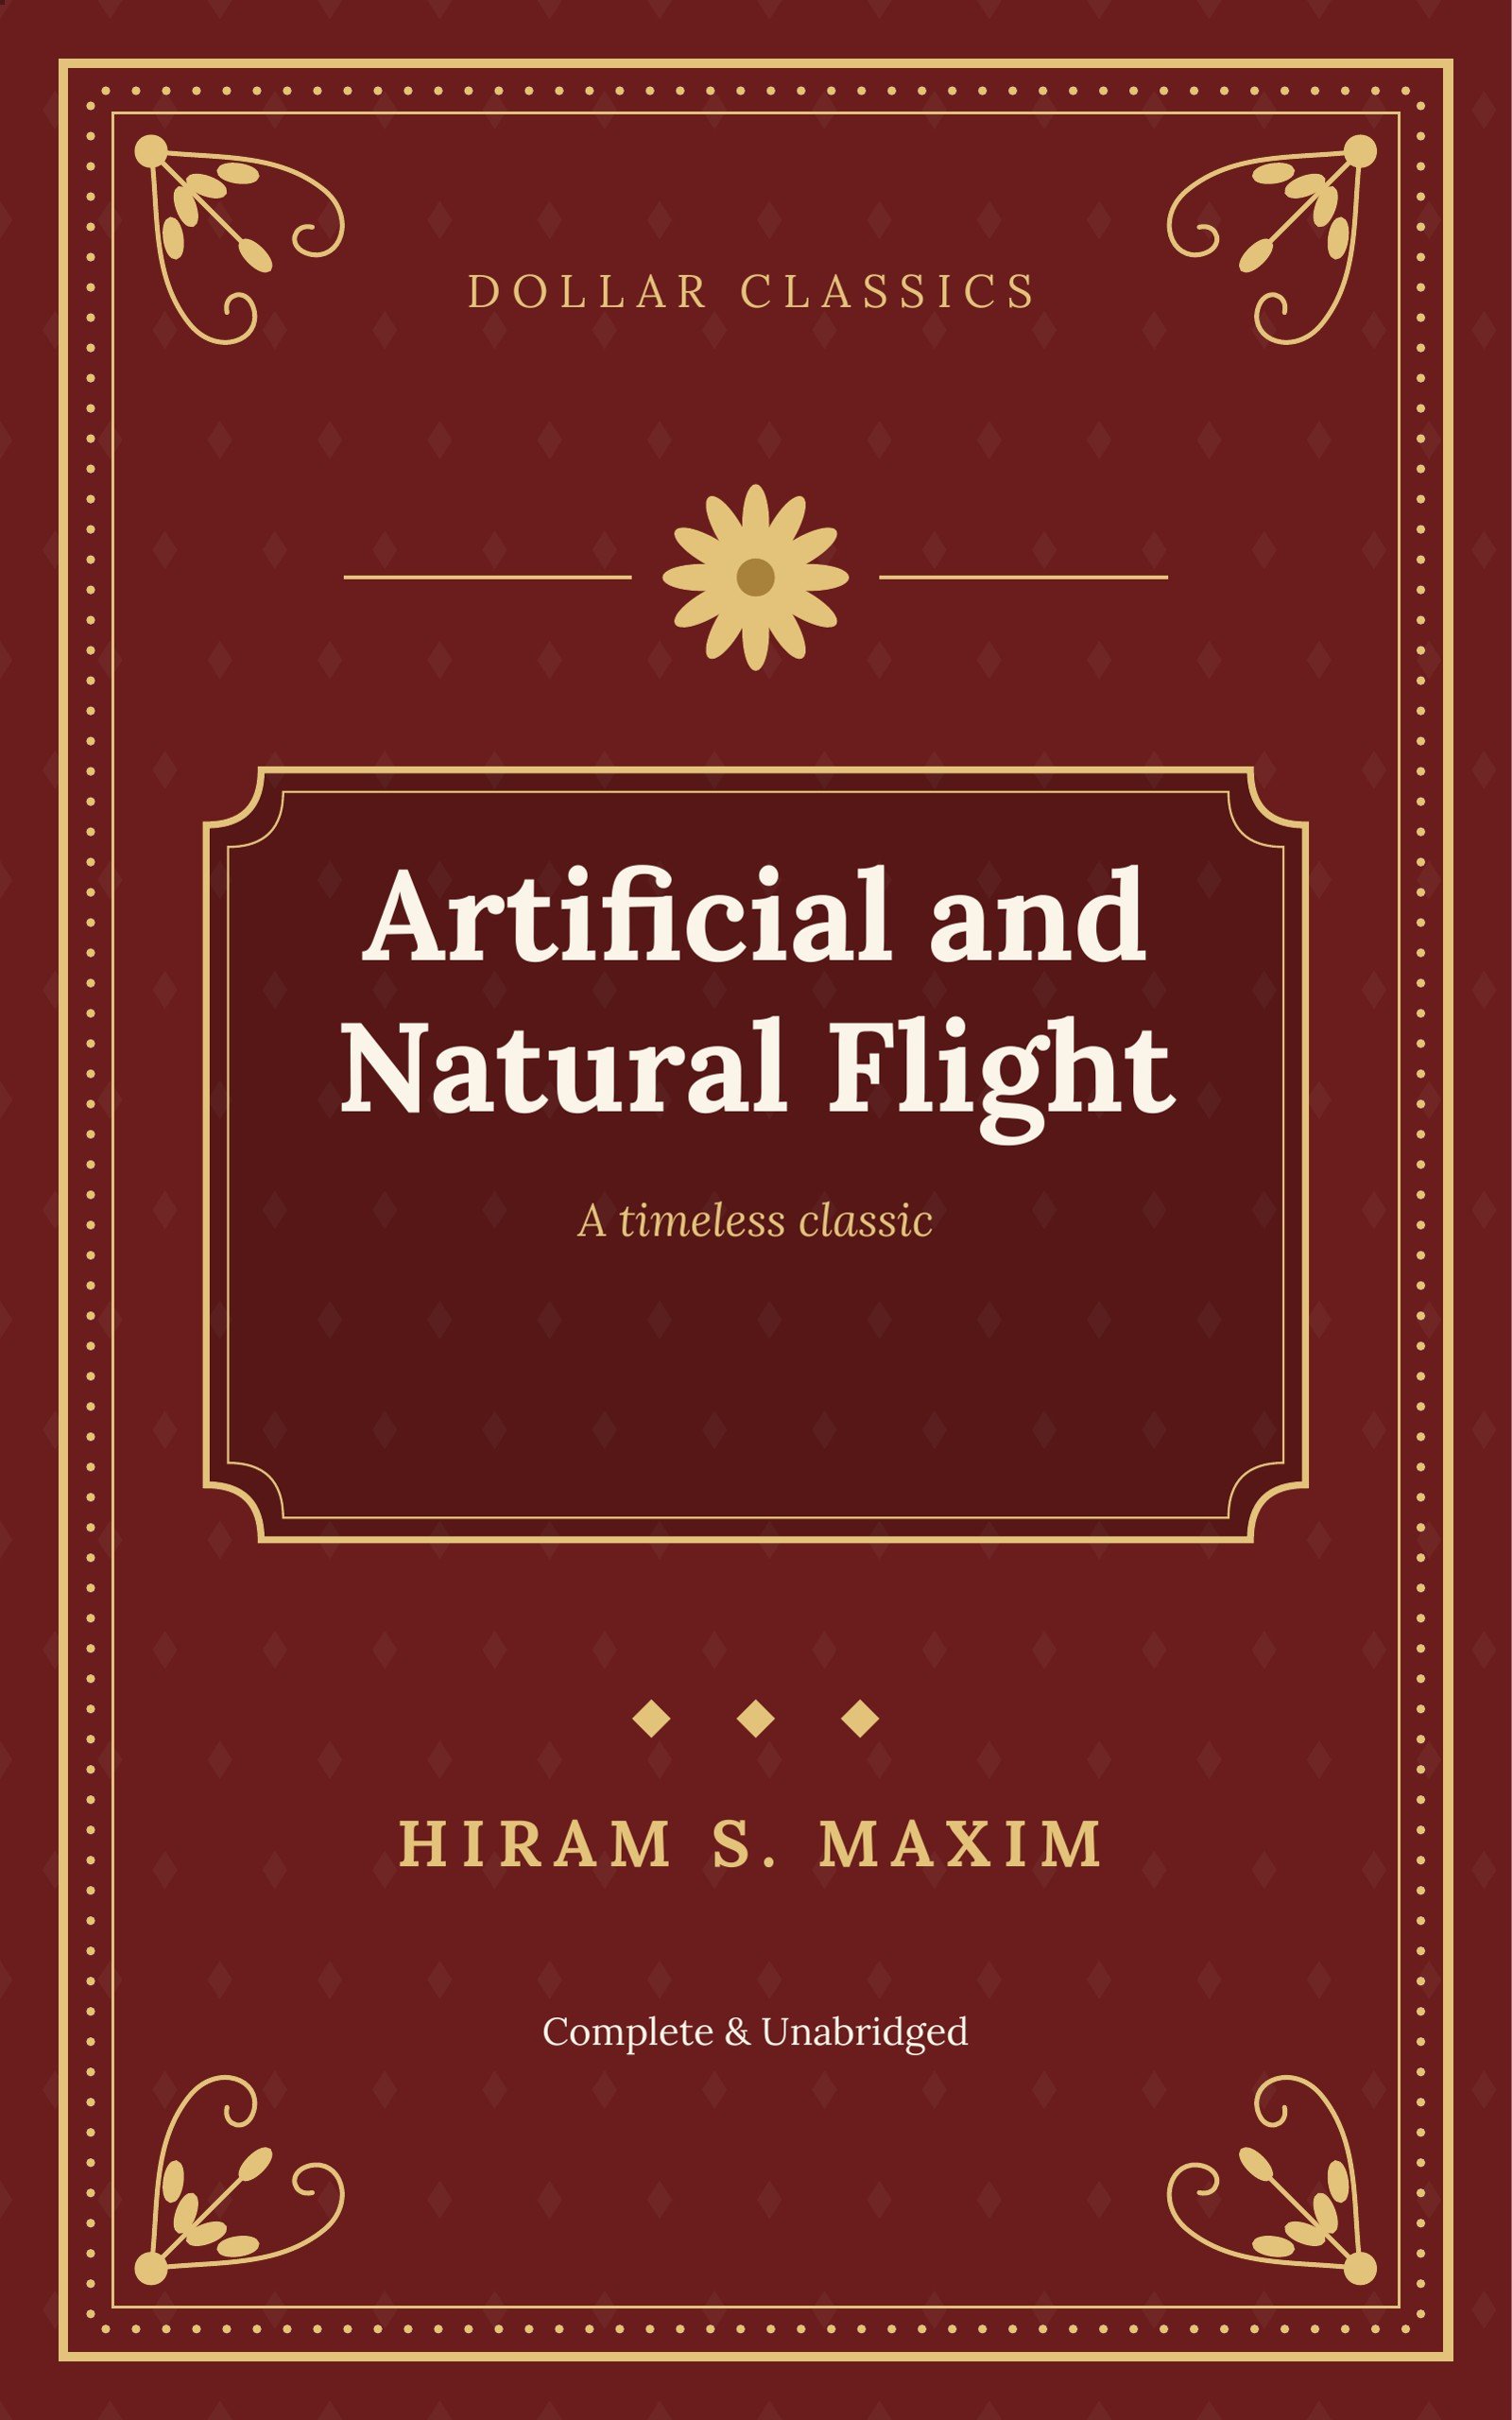 DOLLAR CLASSICS
Artificial and
Natural Flight
A timeless classic
HIRAM S. MAXIM
Complete & Unabridged